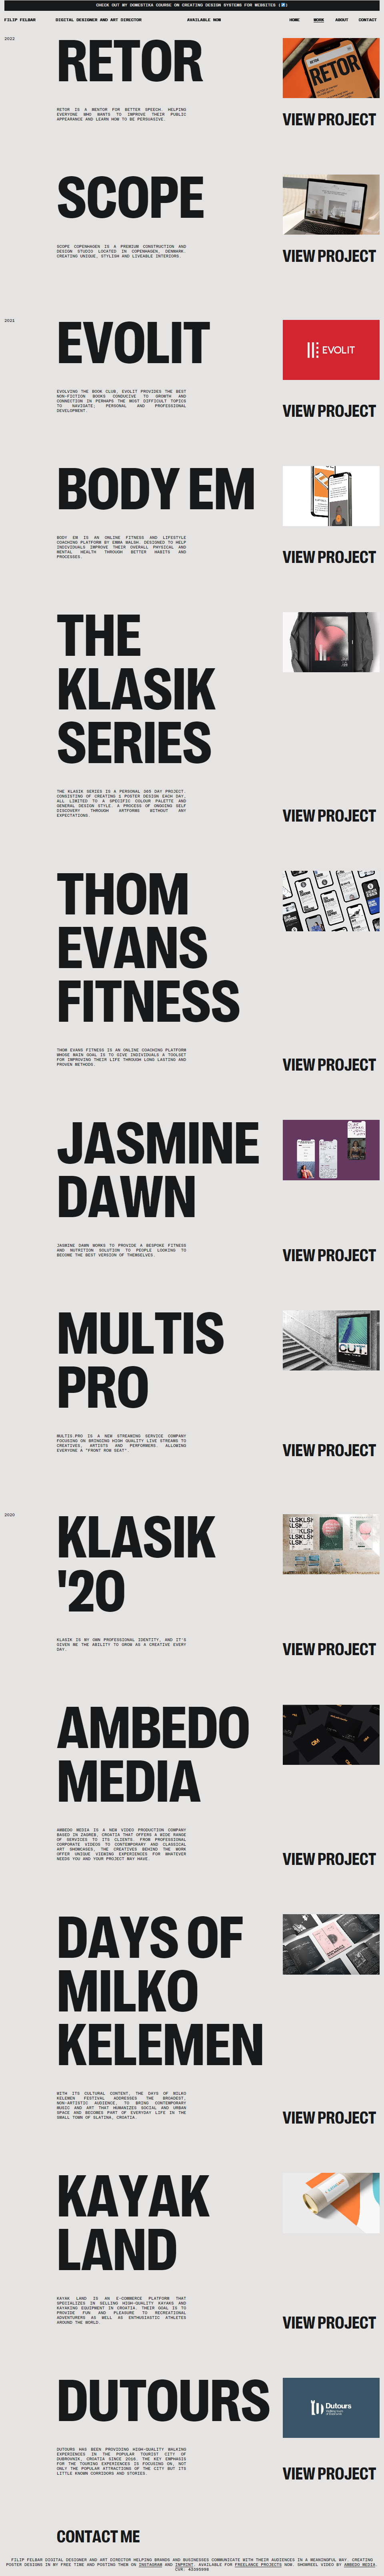 CHECK OUT MY DOMESTIKA COURSE ON CREATING DESIGN SYSTEMS FOR WEBSITES (↗)
FILIP FELBAR
DIGITAL DESIGNER AND ART DIRECTOR
AVAILABLE NOW
HOME
WORK
ABOUT
CONTACT
2022
RETOR
RETOR IS A MENTOR FOR BETTER SPEECH. HELPING
EVERYONE WHO WANTS TO IMPROVE THEIR PUBLIC
APPEARANCE AND LEARN HOW TO BE PERSUASIVE.
RETOR
VIEW PROJECT
SCOPE
SCOPE COPENHAGEN IS A PREMIUM CONSTRUCTION AND
DESIGN STUDIO LOCATED IN COPENHAGEN, DENMARK.
CREATING UNIQUE, STYLISH AND LIVEABLE INTERIORS.
VIEW PROJECT
2021
EVOLIT
EVOLVING THE BOOK CLUB, EVOLIT PROVIDES THE BEST
NON-FICTION BOOKS CONDUCIVE TO GROWTH AND
CONNECTION IN PERHAPS THE MOST DIFFICULT TOPICS
TO NAVIGATE, PERSONAL AND PROFESSIONAL
DEVELOPMENT.
EVOLIT
VIEW PROJECT
BODY EM
BODY EM IS AN ONLINE FITNESS AND LIFESTYLE
COACHING PLATFORM BY EMMA WALSH. DESIGNED TO HELP
INDIVIDUALS IMPROVE THEIR OVERALL PHYSICAL AND
MENTAL HEALTH THROUGH BETTER HABITS AND
PROCESSES.
VIEW PROJECT
THE
KLASIK
SERIES
THE KLASIK SERIES IS A PERSONAL 365 DAY PROJECT.
CONSISTING OF CREATING 1 POSTER DESIGN EACH DAY,
ALL LIMITED TO A SPECIFIC COLOUR PALETTE AND
GENERAL DESIGN STYLE. A PROCESS OF ONGOING SELF
DISCOVERY THROUGH ARTFORMS WITHOUT ANY
EXPECTATIONS.
VIEW PROJECT
THOM
EVANS
FITNESS
THOM EVANS FITNESS IS AN ONLINE COACHING PLATFORM
WHOSE MAIN GOAL IS TO GIVE INDIVIDUALS A TOOLSET
FOR IMPROVING THEIR LIFE THROUGH LONG LASTING AND
PROVEN METHODS.
VIEW PROJECT
JASMINE
DAWN
JASMINE DAWN WORKS TO PROVIDE A BESPOKE FITNESS
AND NUTRITION SOLUTION TO PEOPLE LOOKING TO
BECOME THE BEST VERSION OF THEMSELVES.
VIEW PROJECT
MULTIS
PRO
MULTIS.PRO IS A NEW STREAMING SERVICE COMPANY
FOCUSING ON BRINGING HIGH QUALITY LIVE STREAMS TO
CREATIVES, ARTISTS AND PERFORMERS. ALLOWING
EVERYONE A "FRONT ROW SEAT".
CUT.
VIEW PROJECT
2020
KLASIK
'20
KLASIK IS MY OWN PROFESSIONAL IDENTITY, AND IT'S
GIVEN ME THE ABILITY TO GROW AS A CREATIVE EVERY
DAY.
VIEW PROJECT
AMBEDO
MEDIA
AMBEDO MEDIA IS A NEW VIDEO PRODUCTION COMPANY
BASED IN ZAGREB, CROATIA THAT OFFERS A WIDE RANGE
OF SERVICES TO ITS CLIENTS. FROM PROFESSIONAL
CORPORATE VIDEOS TO CONTEMPORARY AND CLASSICAL
ART SHOWCASES, THE CREATIVES BEHIND THE WORK
OFFER UNIQUE VIEWING EXPERIENCES FOR WHATEVER
NEEDS YOU AND YOUR PROJECT MAY HAVE.
VIEW PROJECT
DAYS OF
MILKO
KELEMEN
WITH ITS CULTURAL CONTENT, THE DAYS OF MILKO
KELEMEN FESTIVAL ADDRESSES THE BROADEST,
NON-ARTISTIC AUDIENCE, TO BRING CONTEMPORARY
MUSIC AND ART THAT HUMANIZES SOCIAL AND URBAN
SPACE AND BECOMES PART OF EVERYDAY LIFE IN THE
SMALL TOWN OF SLATINA, CROATIA.
VIEW PROJECT
KAYAK
LAND
KAYAK LAND IS AN E-COMMERCE PLATFORM THAT
SPECIALIZES IN SELLING HIGH-QUALITY KAYAKS AND
KAYAKING EQUIPMENT IN CROATIA. THEIR GOAL IS TO
PROVIDE FUN AND PLEASURE TO RECREATIONAL
ADVENTURERS AS WELL AS ENTHUSIASTIC ATHLETES
AROUND THE WORLD.
VIEW PROJECT
DUTOURS
DUTOURS HAS BEEN PROVIDING HIGH-QUALITY WALKING
EXPERIENCES IN THE POPULAR TOURIST CITY OF
DUBROVNIK, CROATIA SINCE 2016. THE KEY EMPHASIS
FOR THE TOURING EXPERIENCES IS FOCUSING ON, NOT
ONLY THE POPULAR ATTRACTIONS OF THE CITY BUT ITS
LITTLE KNOWN CORRIDORS AND STORIES.
Dutours
VIEW PROJECT
CONTACT ME
FILIP FELBAR DIGITAL DESIGNER AND ART DIRECTOR HELPING BRANDS AND BUSINESSES COMMUNICATE WITH THEIR AUDIENCES IN A MEANINGFUL WAY. CREATING
POSTER DESIGNS IN MY FREE TIME AND POSTING THEM ON INSTAGRAM AND INPRINT. AVAILABLE FOR FREELANCE PROJECTS NOW. SHOWREEL VIDEO BY AMBEDO MEDIA.